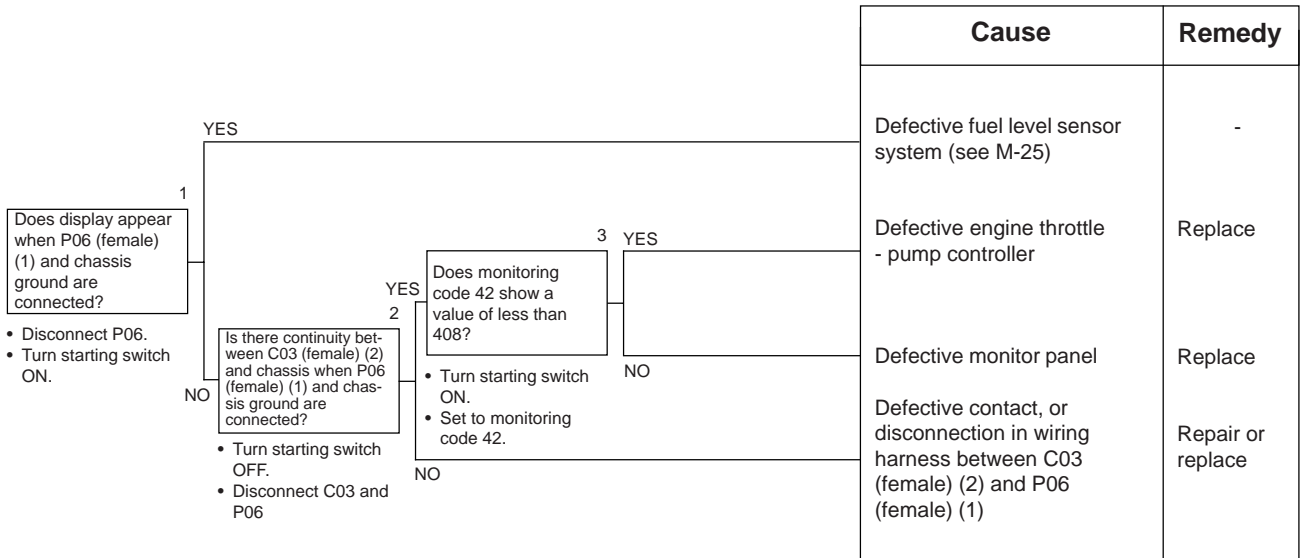 Cause
Remedy
YES
Defective fuel level sensor
system (see M-25)
-
1
Does display appear
when P06 (female)
(1) and chassis
ground are
connected?
• Disconnect P06.
• Turn starting switch
ON.
NO
YES
2
Is there continuity bet-
ween C03 (female) (2)
and chassis when P06
(female) (1) and chas-
sis ground are
connected?
• Turn starting switch
OFF.
• Disconnect C03 and
P06
3
YES
Does monitoring
code 42 show a
value of less than
408?
• Turn starting switch
ON.
• Set to monitoring
code 42.
NO
NO
Defective engine throttle
- pump controller
Replace
Defective monitor panel
Replace
Defective contact, or
disconnection in wiring
harness between C03
(female) (2) and P06
(female) (1)
Repair or
replace